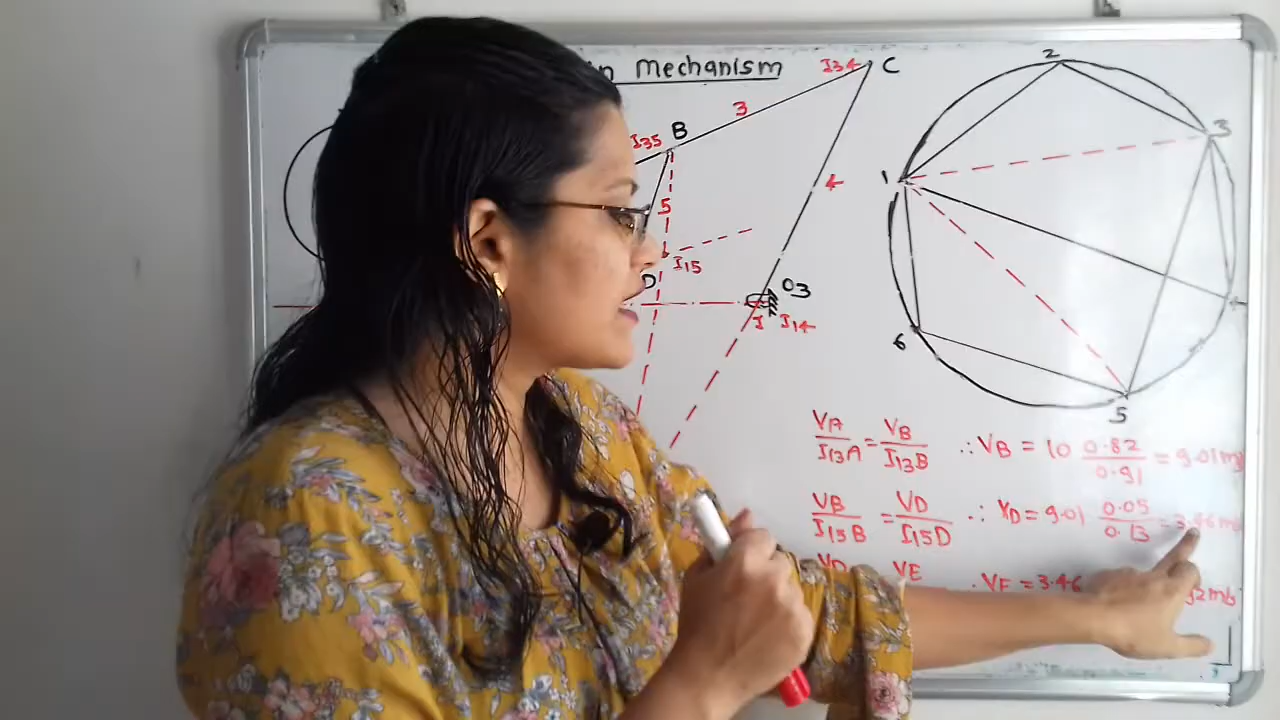 n Mechanism
I34 C
3
B
I35
5
4
I15
D
O3
I I14
2
3
1
4
6
5
VA/I13A = VB/I13B ∴ VB = 10 0.82/0.91 = 9.01 m/s
VB/I15B = VD/I15D ∴ VD = 9.01 0.05/0.13 = 3.46 m/s
VD VE ∴ VE = 3.46